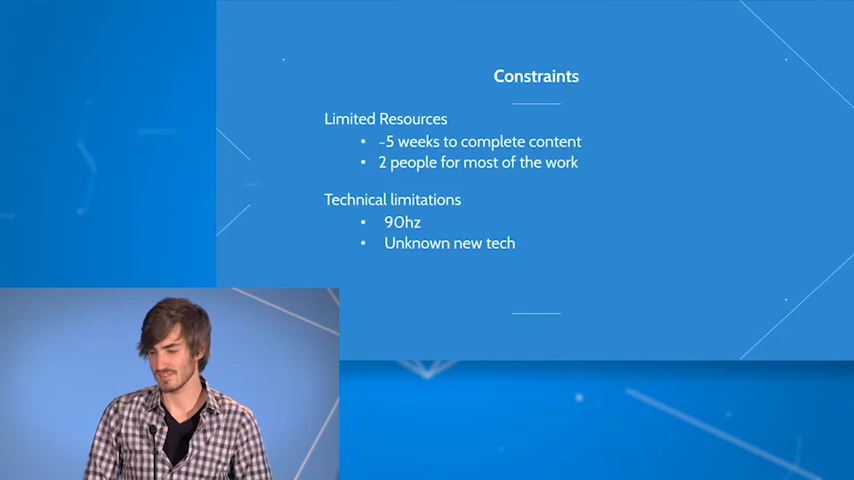 Constraints
Limited Resources
• ~5 weeks to complete content
• 2 people for most of the work
Technical limitations
• 90hz
• Unknown new tech